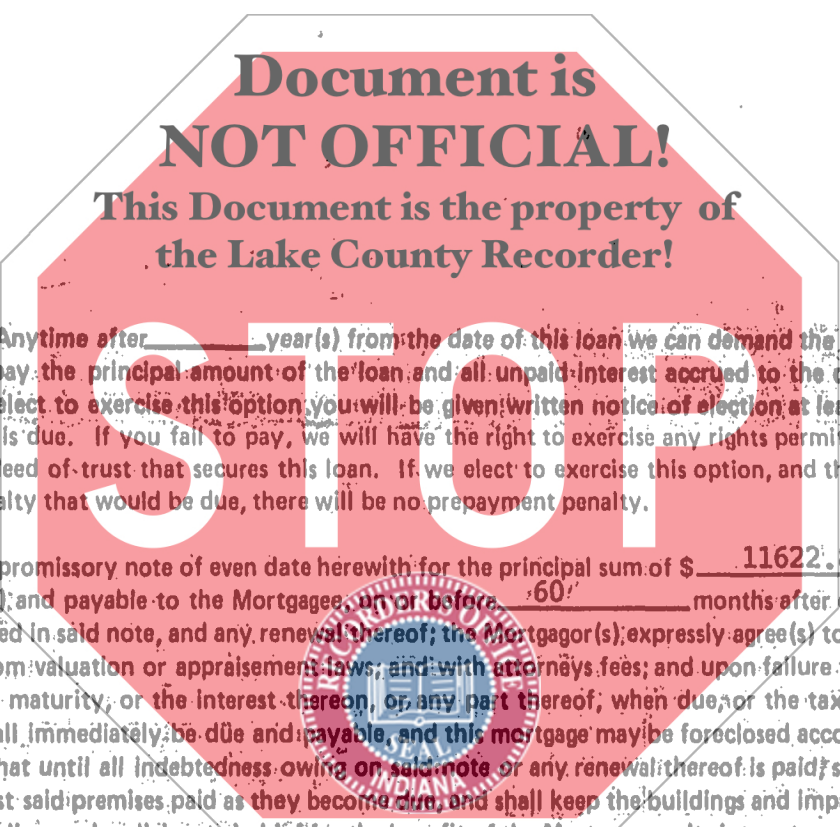 Document is
NOT OFFICIAL!
This Document is the property of
the Lake County Recorder!
STOP
Anytime after year(s) from the date of this loan we can demand the
pay the principal amount of the loan and all unpaid interest accrued to the
elect to exercise this option you will be given written notice of election at
is due. If you fail to pay, we will have the right to exercise any rights permi
eed of trust that secures this loan. If we elect to exercise this option, and th
alty that would be due, there will be no prepayment penalty.
promissory note of even date herewith for the principal sum of $ 11622.
) and payable to the Mortgagee, on or before 60 months after
ed in said note, and any renewal thereof; the Mortgagor(s) expressly agree(s) to
om valuation or appraisement laws, and with attorneys fees; and upon failure
maturity, or the interest thereon, or any part thereof, when due, or the tax
all immediately be due and payable, and this mortgage may be foreclosed acco
hat until all indebtedness owing on said note or any renewal thereof is paid, s
st said premises paid as they become due, and shall keep the buildings and imp
SEAL
INDIANA